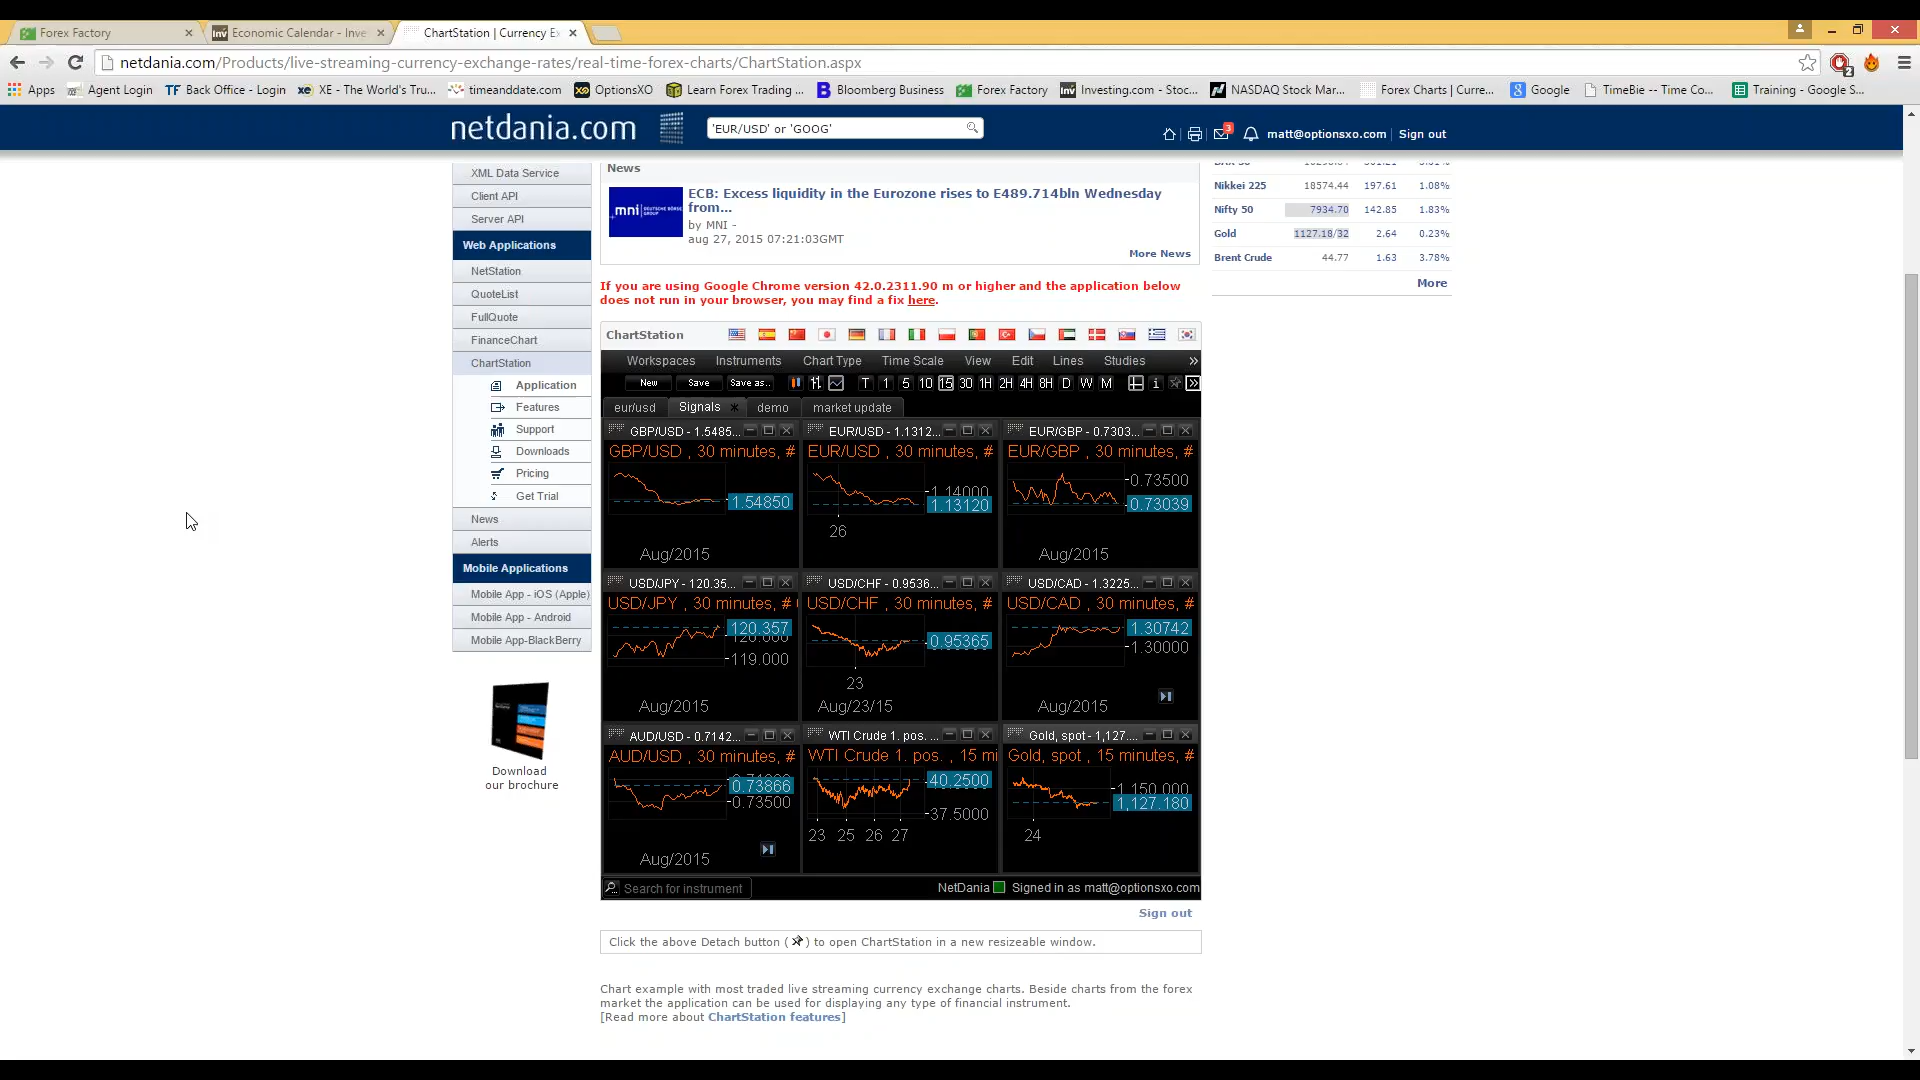 Forex Factory
Economic Calendar - Inve
ChartStation | Currency Ex
netdania.com/Products/live-streaming-currency-exchange-rates/real-time-forex-charts/ChartStation.aspx
2
Apps
Agent Login
TF Back Office - Login
XE - The World's Tru...
timeanddate.com
OptionsXO
Learn Forex Trading ...
Bloomberg Business
Forex Factory
Investing.com - Stoc...
NASDAQ Stock Mar...
Forex Charts | Curre...
Google
TimeBie -- Time Co...
Training - Google S...
netdania.com
'EUR/USD' or 'GOOG'
3
matt@optionsxo.com
Sign out
XML Data Service
Client API
Server API
Web Applications
NetStation
QuoteList
FullQuote
FinanceChart
ChartStation
Application
Features
Support
Downloads
Pricing
Get Trial
News
Alerts
Mobile Applications
Mobile App - iOS (Apple)
Mobile App - Android
Mobile App-BlackBerry
Download
our brochure
News
mni DEUTSCHE BÖRSE GROUP
ECB: Excess liquidity in the Eurozone rises to E489.714bln Wednesday
from...
by MNI -
aug 27, 2015 07:21:03GMT
More News
If you are using Google Chrome version 42.0.2311.90 m or higher and the application below
does not run in your browser, you may find a fix here.
ChartStation
Workspaces Instruments Chart Type Time Scale View Edit Lines Studies »
New Save Save as.. T 1 5 10 15 30 1H 2H 4H 8H D W M i »
eur/usd Signals demo market update
GBP/USD - 1.5485...
GBP/USD , 30 minutes, #
1.54850
Aug/2015
EUR/USD - 1.1312...
EUR/USD , 30 minutes, #
1.14000
1.13120
26
EUR/GBP - 0.7303...
EUR/GBP , 30 minutes, #
0.73500
0.73039
Aug/2015
USD/JPY - 120.35...
USD/JPY , 30 minutes, #
120.357
119.000
Aug/2015
USD/CHF - 0.9536...
USD/CHF , 30 minutes, #
0.95365
23
Aug/23/15
USD/CAD - 1.3225...
USD/CAD , 30 minutes, #
1.30742
1.30000
Aug/2015
AUD/USD - 0.7142...
AUD/USD , 30 minutes, #
0.73866
0.73500
Aug/2015
WTI Crude 1. pos. ...
WTI Crude 1. pos. , 15 mi
40.2500
37.5000
23 25 26 27
Gold, spot - 1,127....
Gold, spot , 15 minutes, #
1,150.000
1,127.180
24
Search for instrument
NetDania
Signed in as matt@optionsxo.com
Sign out
Click the above Detach button ( ) to open ChartStation in a new resizeable window.
Chart example with most traded live streaming currency exchange charts. Beside charts from the forex
market the application can be used for displaying any type of financial instrument.
[Read more about ChartStation features]
Nikkei 225 18574.44 197.61 1.08%
Nifty 50 7934.70 142.85 1.83%
Gold 1127.18/32 2.64 0.23%
Brent Crude 44.77 1.63 3.78%
More